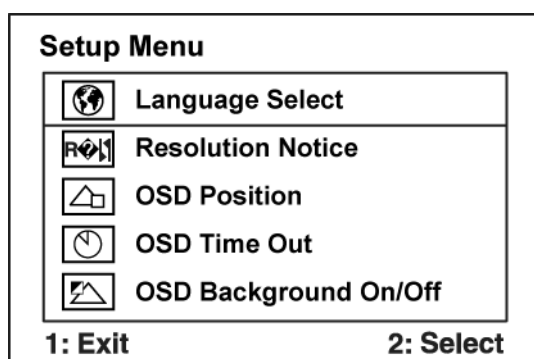 Setup Menu
Language Select
Resolution Notice
OSD Position
OSD Time Out
OSD Background On/Off
1: Exit
2: Select